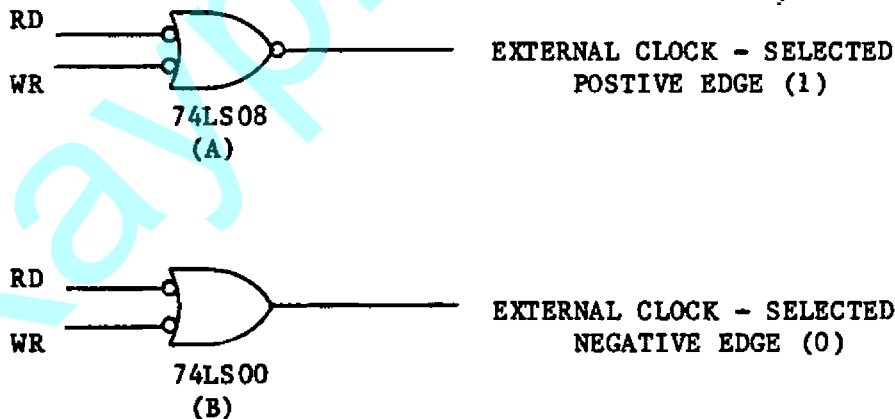 RD
WR
74LS08
(A)
EXTERNAL CLOCK - SELECTED
POSTIVE EDGE (1)
RD
WR
74LS00
(B)
EXTERNAL CLOCK - SELECTED
NEGATIVE EDGE (0)